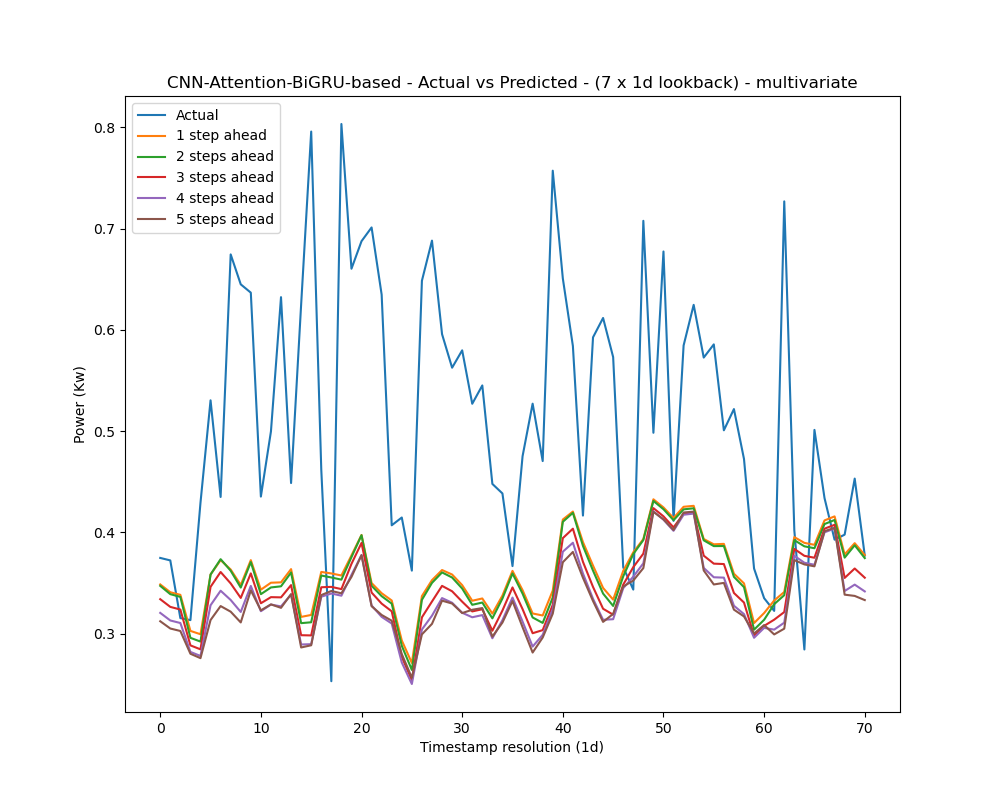 CNN-Attention-BiGRU-based - Actual vs Predicted - (7 x 1d lookback) - multivariate
Actual
1 step ahead
2 steps ahead
3 steps ahead
4 steps ahead
5 steps ahead
0.8
0.7
0.6
0.5
0.4
0.3
Power (Kw)
0 10 20 30 40 50 60 70
Timestamp resolution (1d)